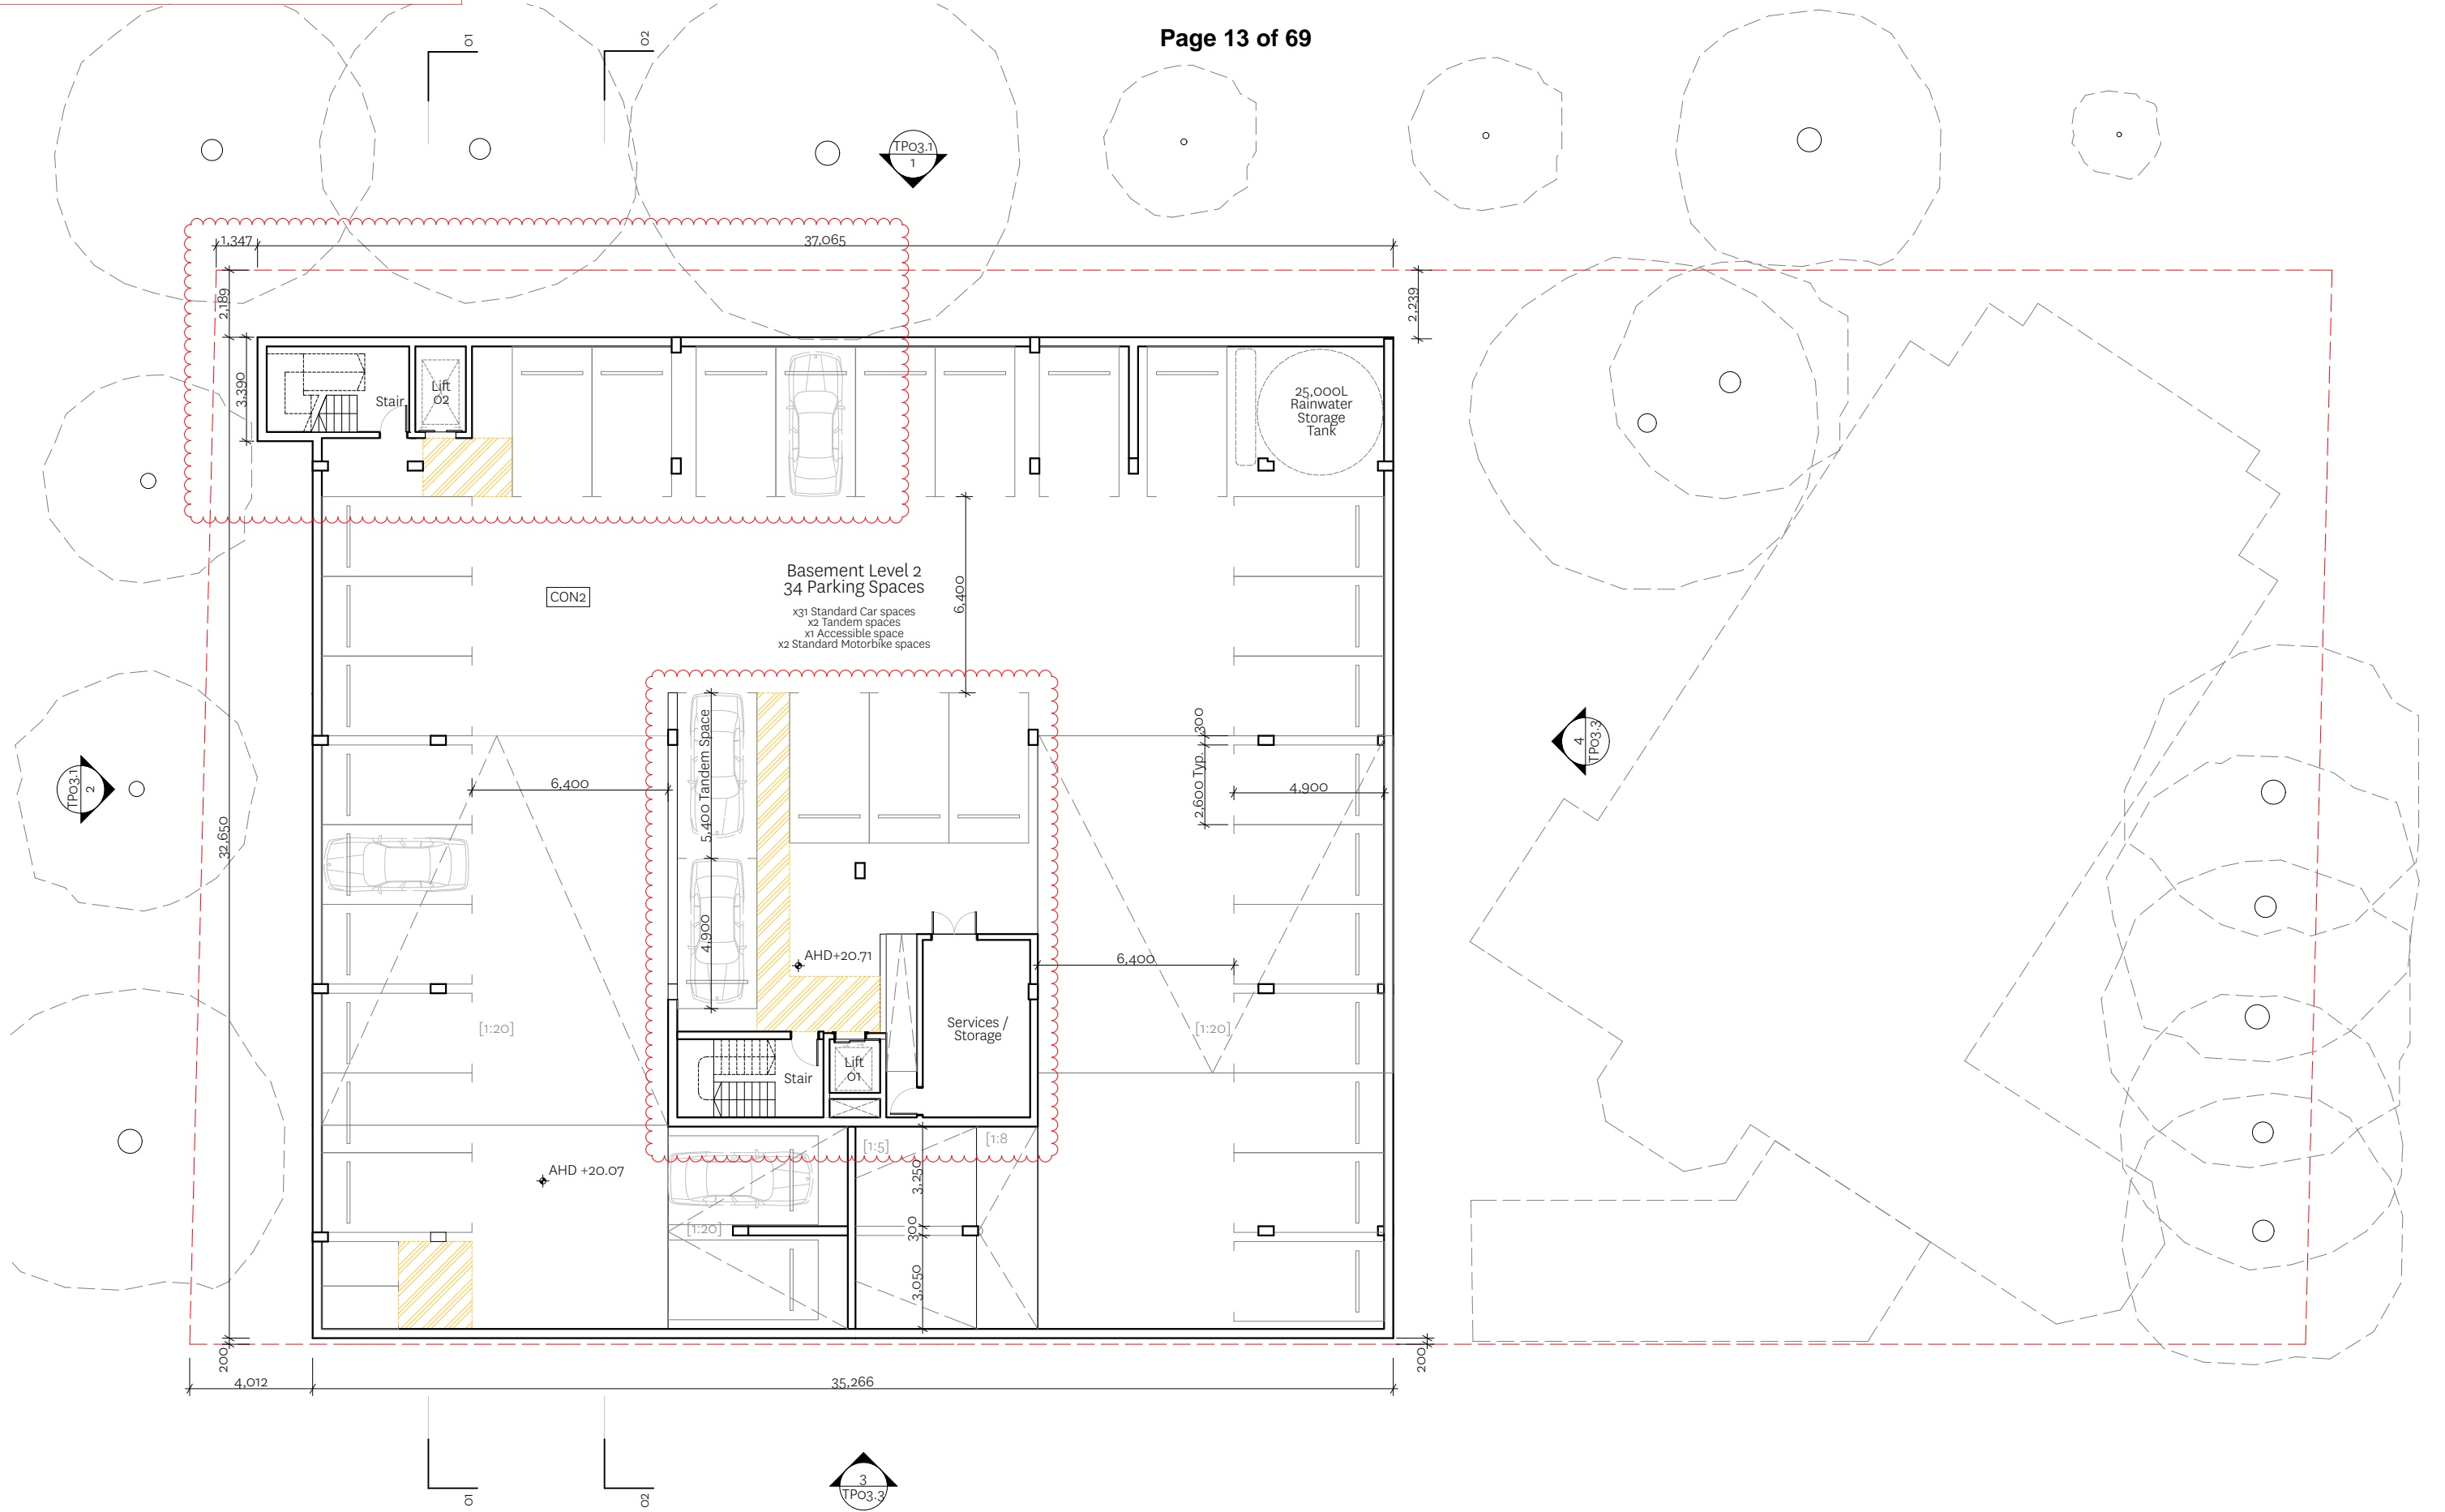 Page 13 of 69
01
02
TP03.1
1
1,347
37,065
2,189
2,239
3,390
Stair
Lift
02
25,000L
Rainwater
Storage
Tank
CON2
Basement Level 2
34 Parking Spaces
x31 Standard Car spaces
x2 Tandem spaces
x1 Accessible space
x2 Standard Motorbike spaces
6,400
5,400 Tandem Space
300
2,600 Typ.
4
TP03.3
TP03.1
2
6,400
4,900
32,650
4,900
AHD+20.71
6,400
[1:20]
Services /
Storage
[1:20]
Stair
Lift
01
[1:5]
[1:8
AHD +20.07
3,250
[1:20]
300
3,050
200
200
4,012
35,266
01
02
3
TP03.3